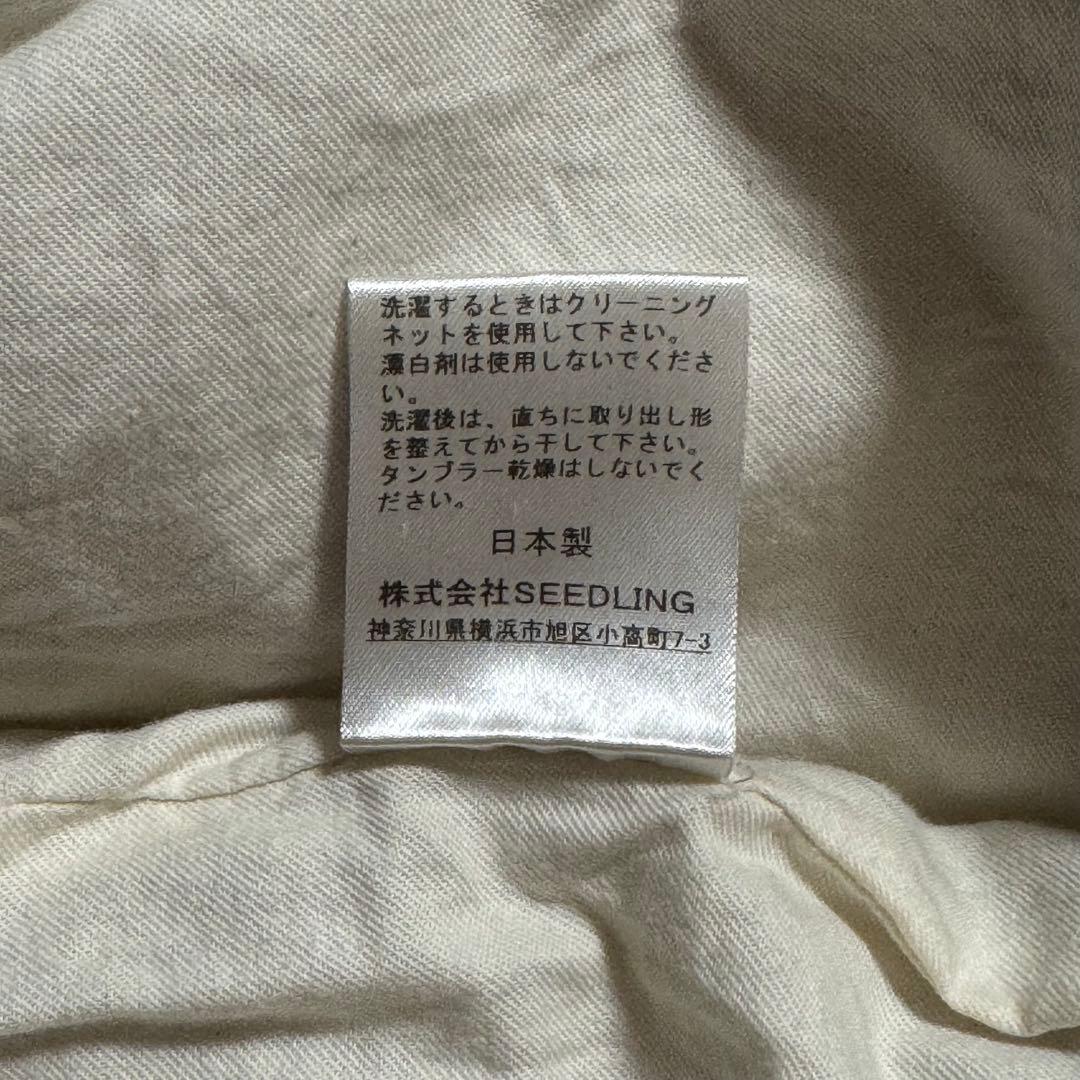 洗濯するときはクリーニング
ネットを使用して下さい。
漂白剤は使用しないでくださ
い。
洗濯後は、直ちに取り出し形
を整えてから干して下さい。
タンブラー乾燥はしないでく
ださい。
日本製
株式会社SEEDLING
神奈川県横浜市旭区小高町7-3